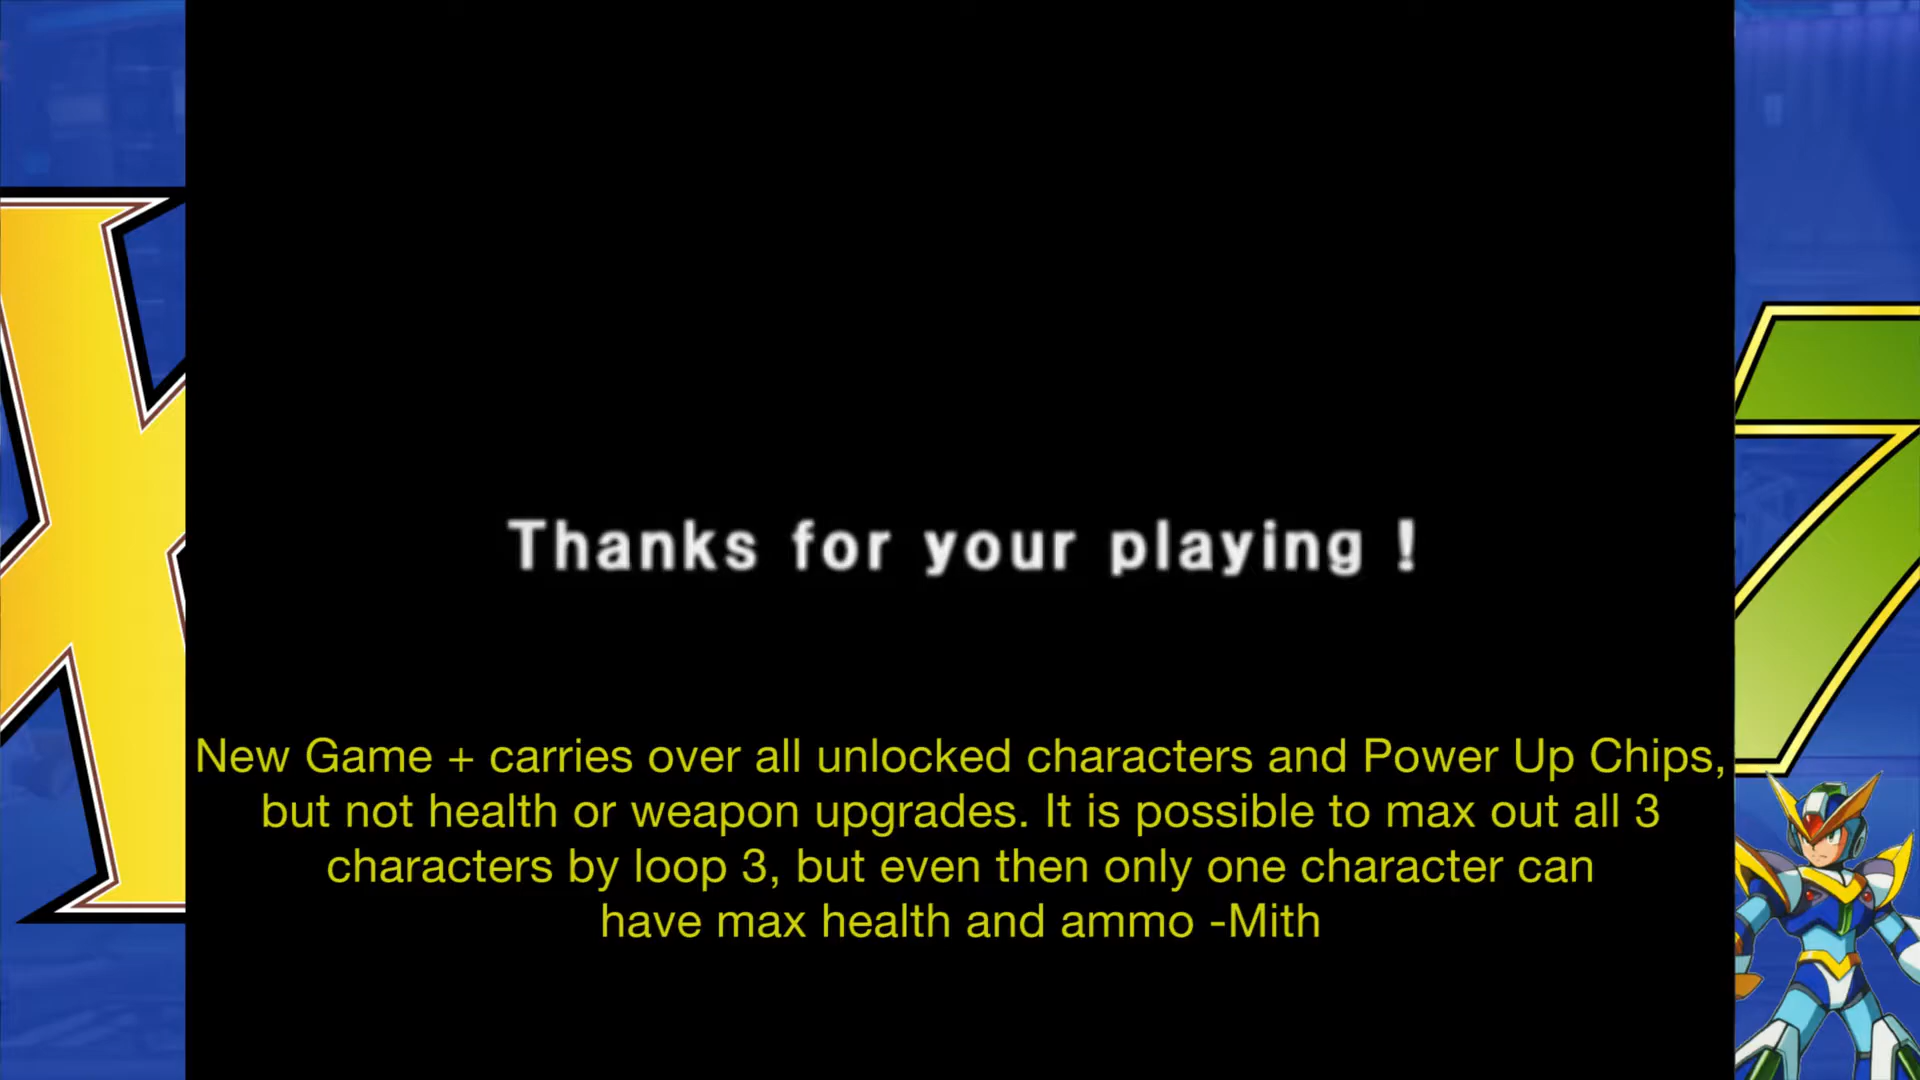 X
7
Thanks for your playing !
New Game + carries over all unlocked characters and Power Up Chips,
but not health or weapon upgrades. It is possible to max out all 3
characters by loop 3, but even then only one character can
have max health and ammo -Mith